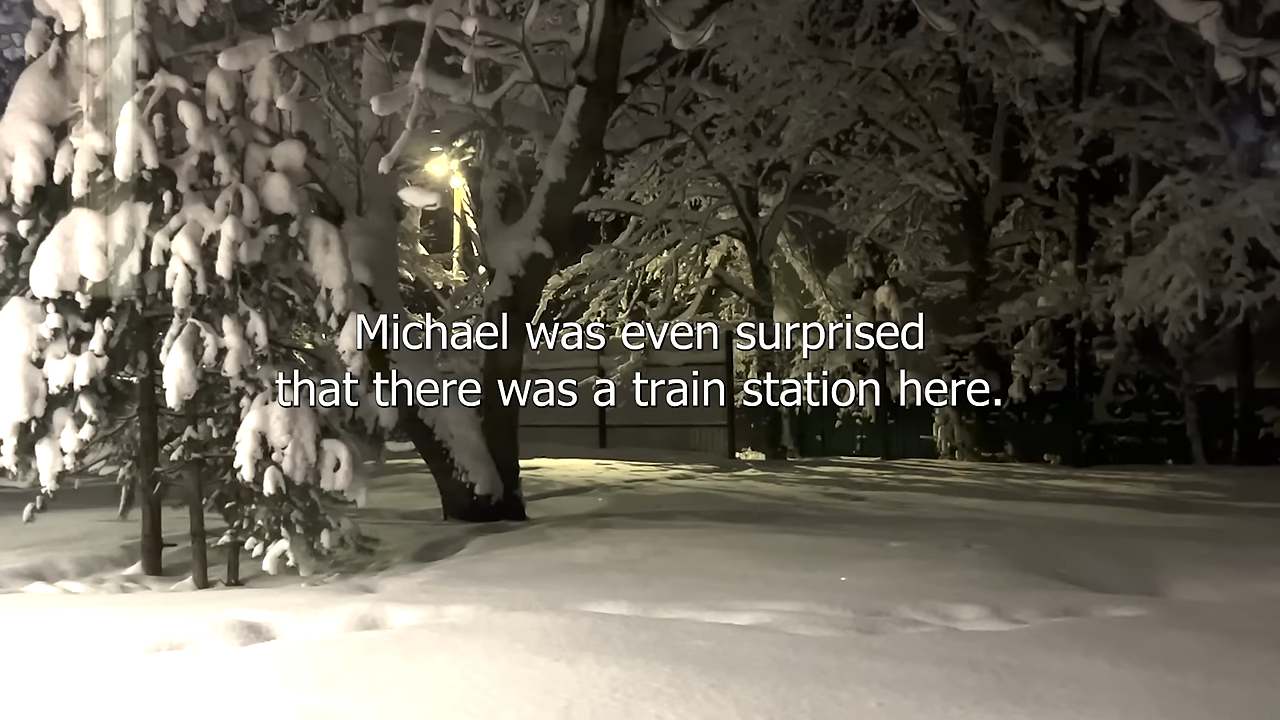 Michael was even surprised
that there was a train station here.